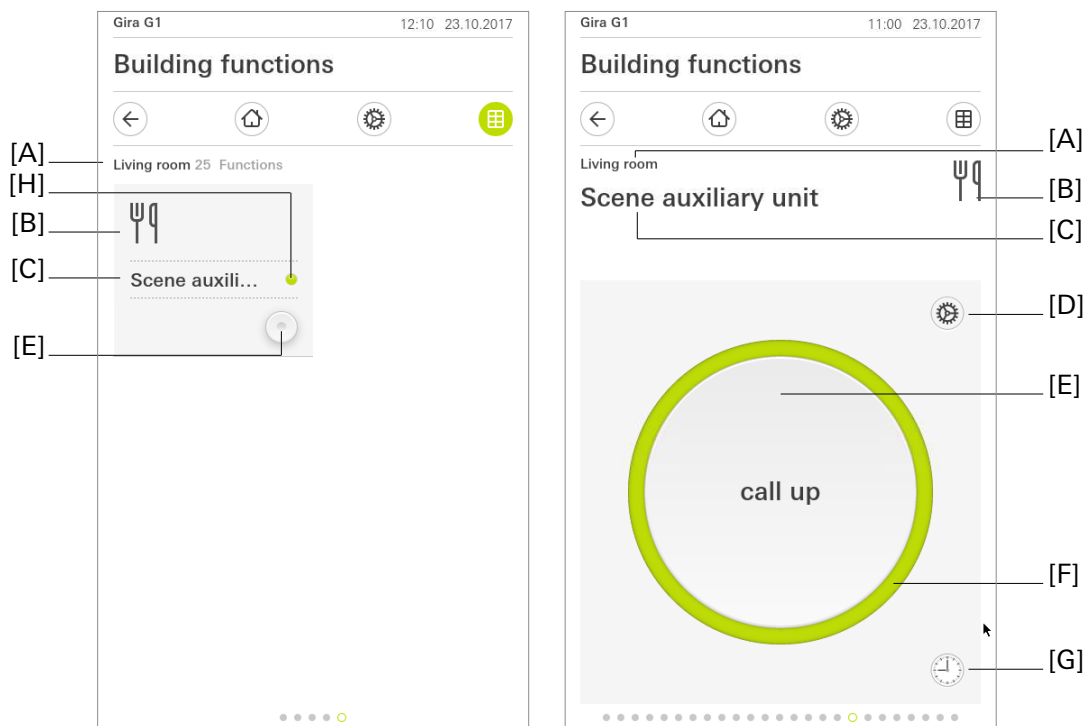 Gira G1 12:10 23.10.2017
Building functions
[A] Living room 25 Functions
[H]
[B]
[C] Scene auxili...
[E]
Gira G1 11:00 23.10.2017
Building functions
[A]
Living room
[B]
Scene auxiliary unit
[C]
[D]
[E]
call up
[F]
[G]